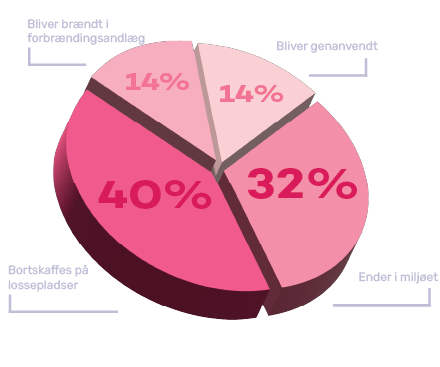 Bliver brændt i
forbrændingsandlæg
Bliver genanvendt
14%
14%
40%
32%
Bortskaffes på
lossepladser
Ender i miljøet